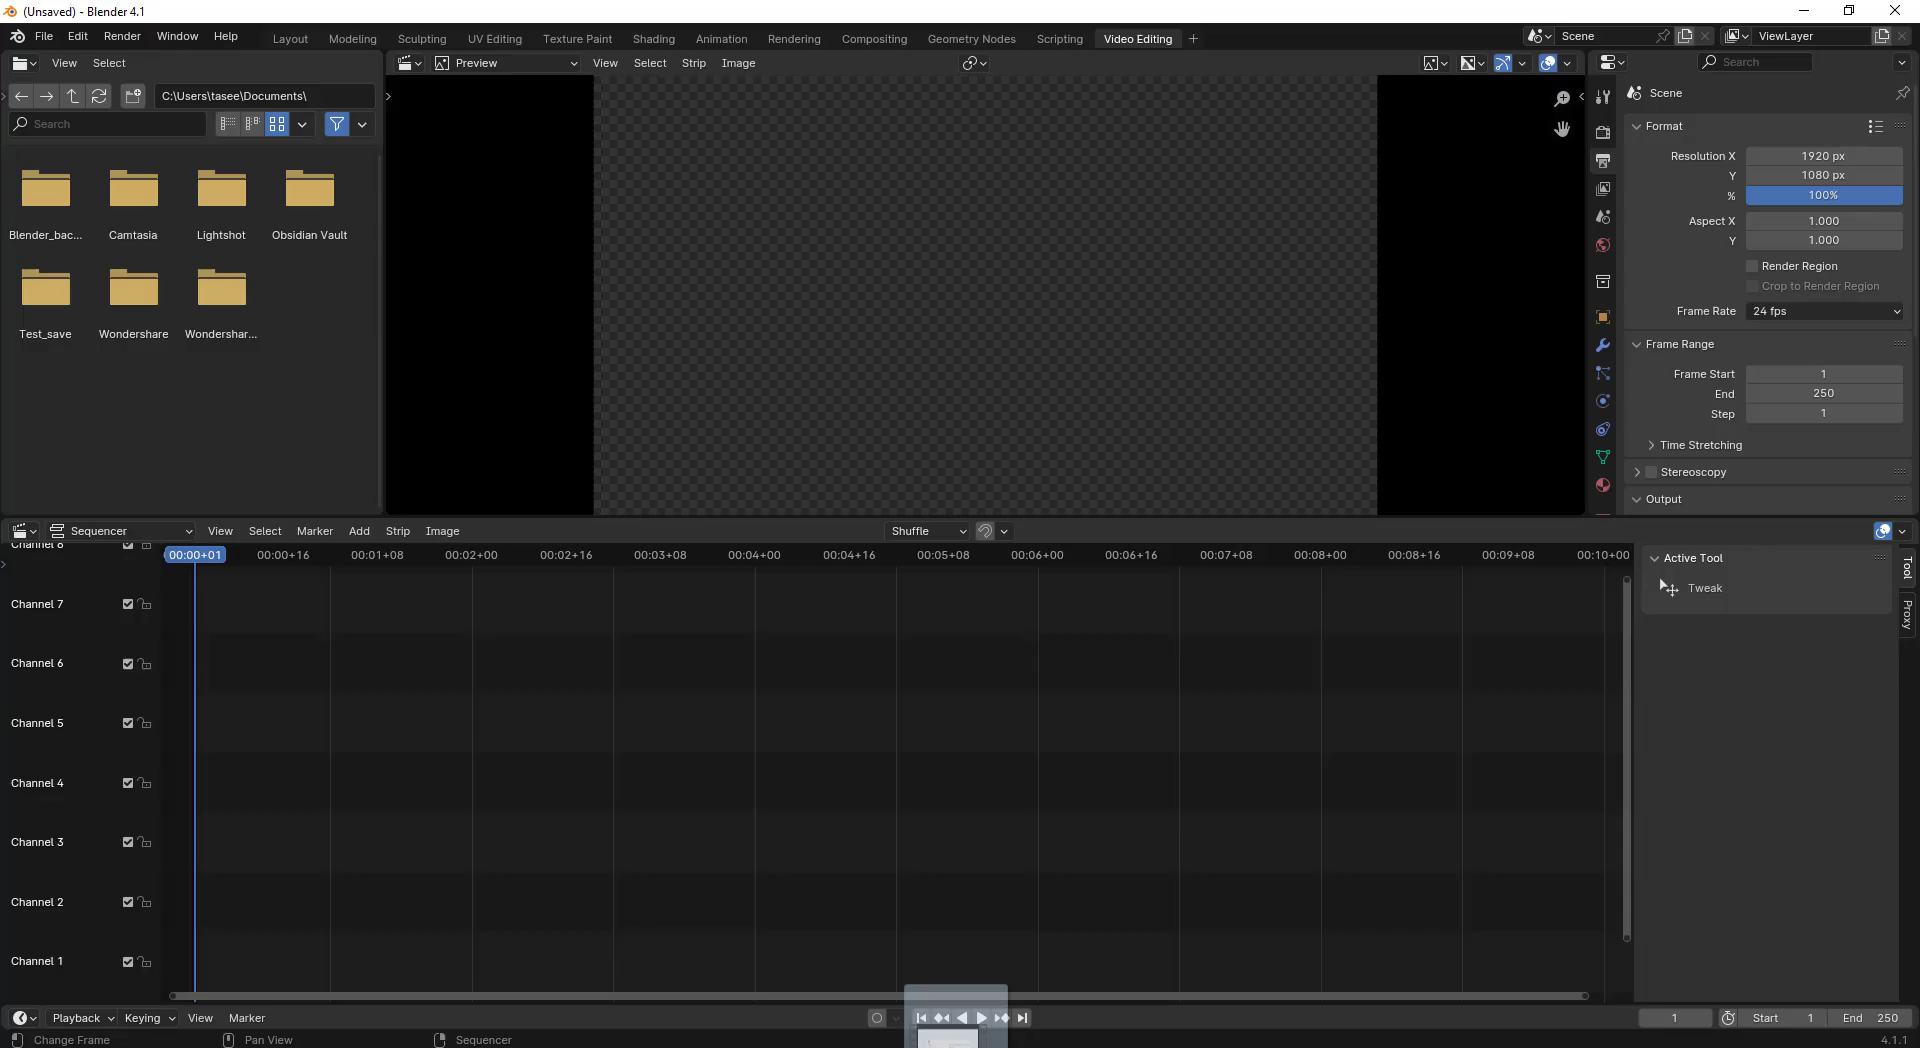 (Unsaved) - Blender 4.1
File Edit Render Window Help Layout Modeling Sculpting UV Editing Texture Paint Shading Animation Rendering Compositing Geometry Nodes Scripting Video Editing + Scene ViewLayer
View Select
Preview View Select Strip Image
Search
C:\Users\tasee\Documents\
Search
Blender_bac... Camtasia Lightshot Obsidian Vault
Test_save Wondershare Wondershar...
Scene
Format
Resolution X 1920 px
Y 1080 px
% 100%
Aspect X 1.000
Y 1.000
Render Region
Crop to Render Region
Frame Rate 24 fps
Frame Range
Frame Start 1
End 250
Step 1
Time Stretching
Stereoscopy
Output
Sequencer View Select Marker Add Strip Image Shuffle
00:00+01 00:00+16 00:01+08 00:02+00 00:02+16 00:03+08 00:04+00 00:04+16 00:05+08 00:06+00 00:06+16 00:07+08 00:08+00 00:08+16 00:09+08 00:10+00
Channel 8
Channel 7
Channel 6
Channel 5
Channel 4
Channel 3
Channel 2
Channel 1
Active Tool
Tweak
Tool
Proxy
Playback Keying View Marker 1 Start 1 End 250
Change Frame Pan View Sequencer 4.1.1